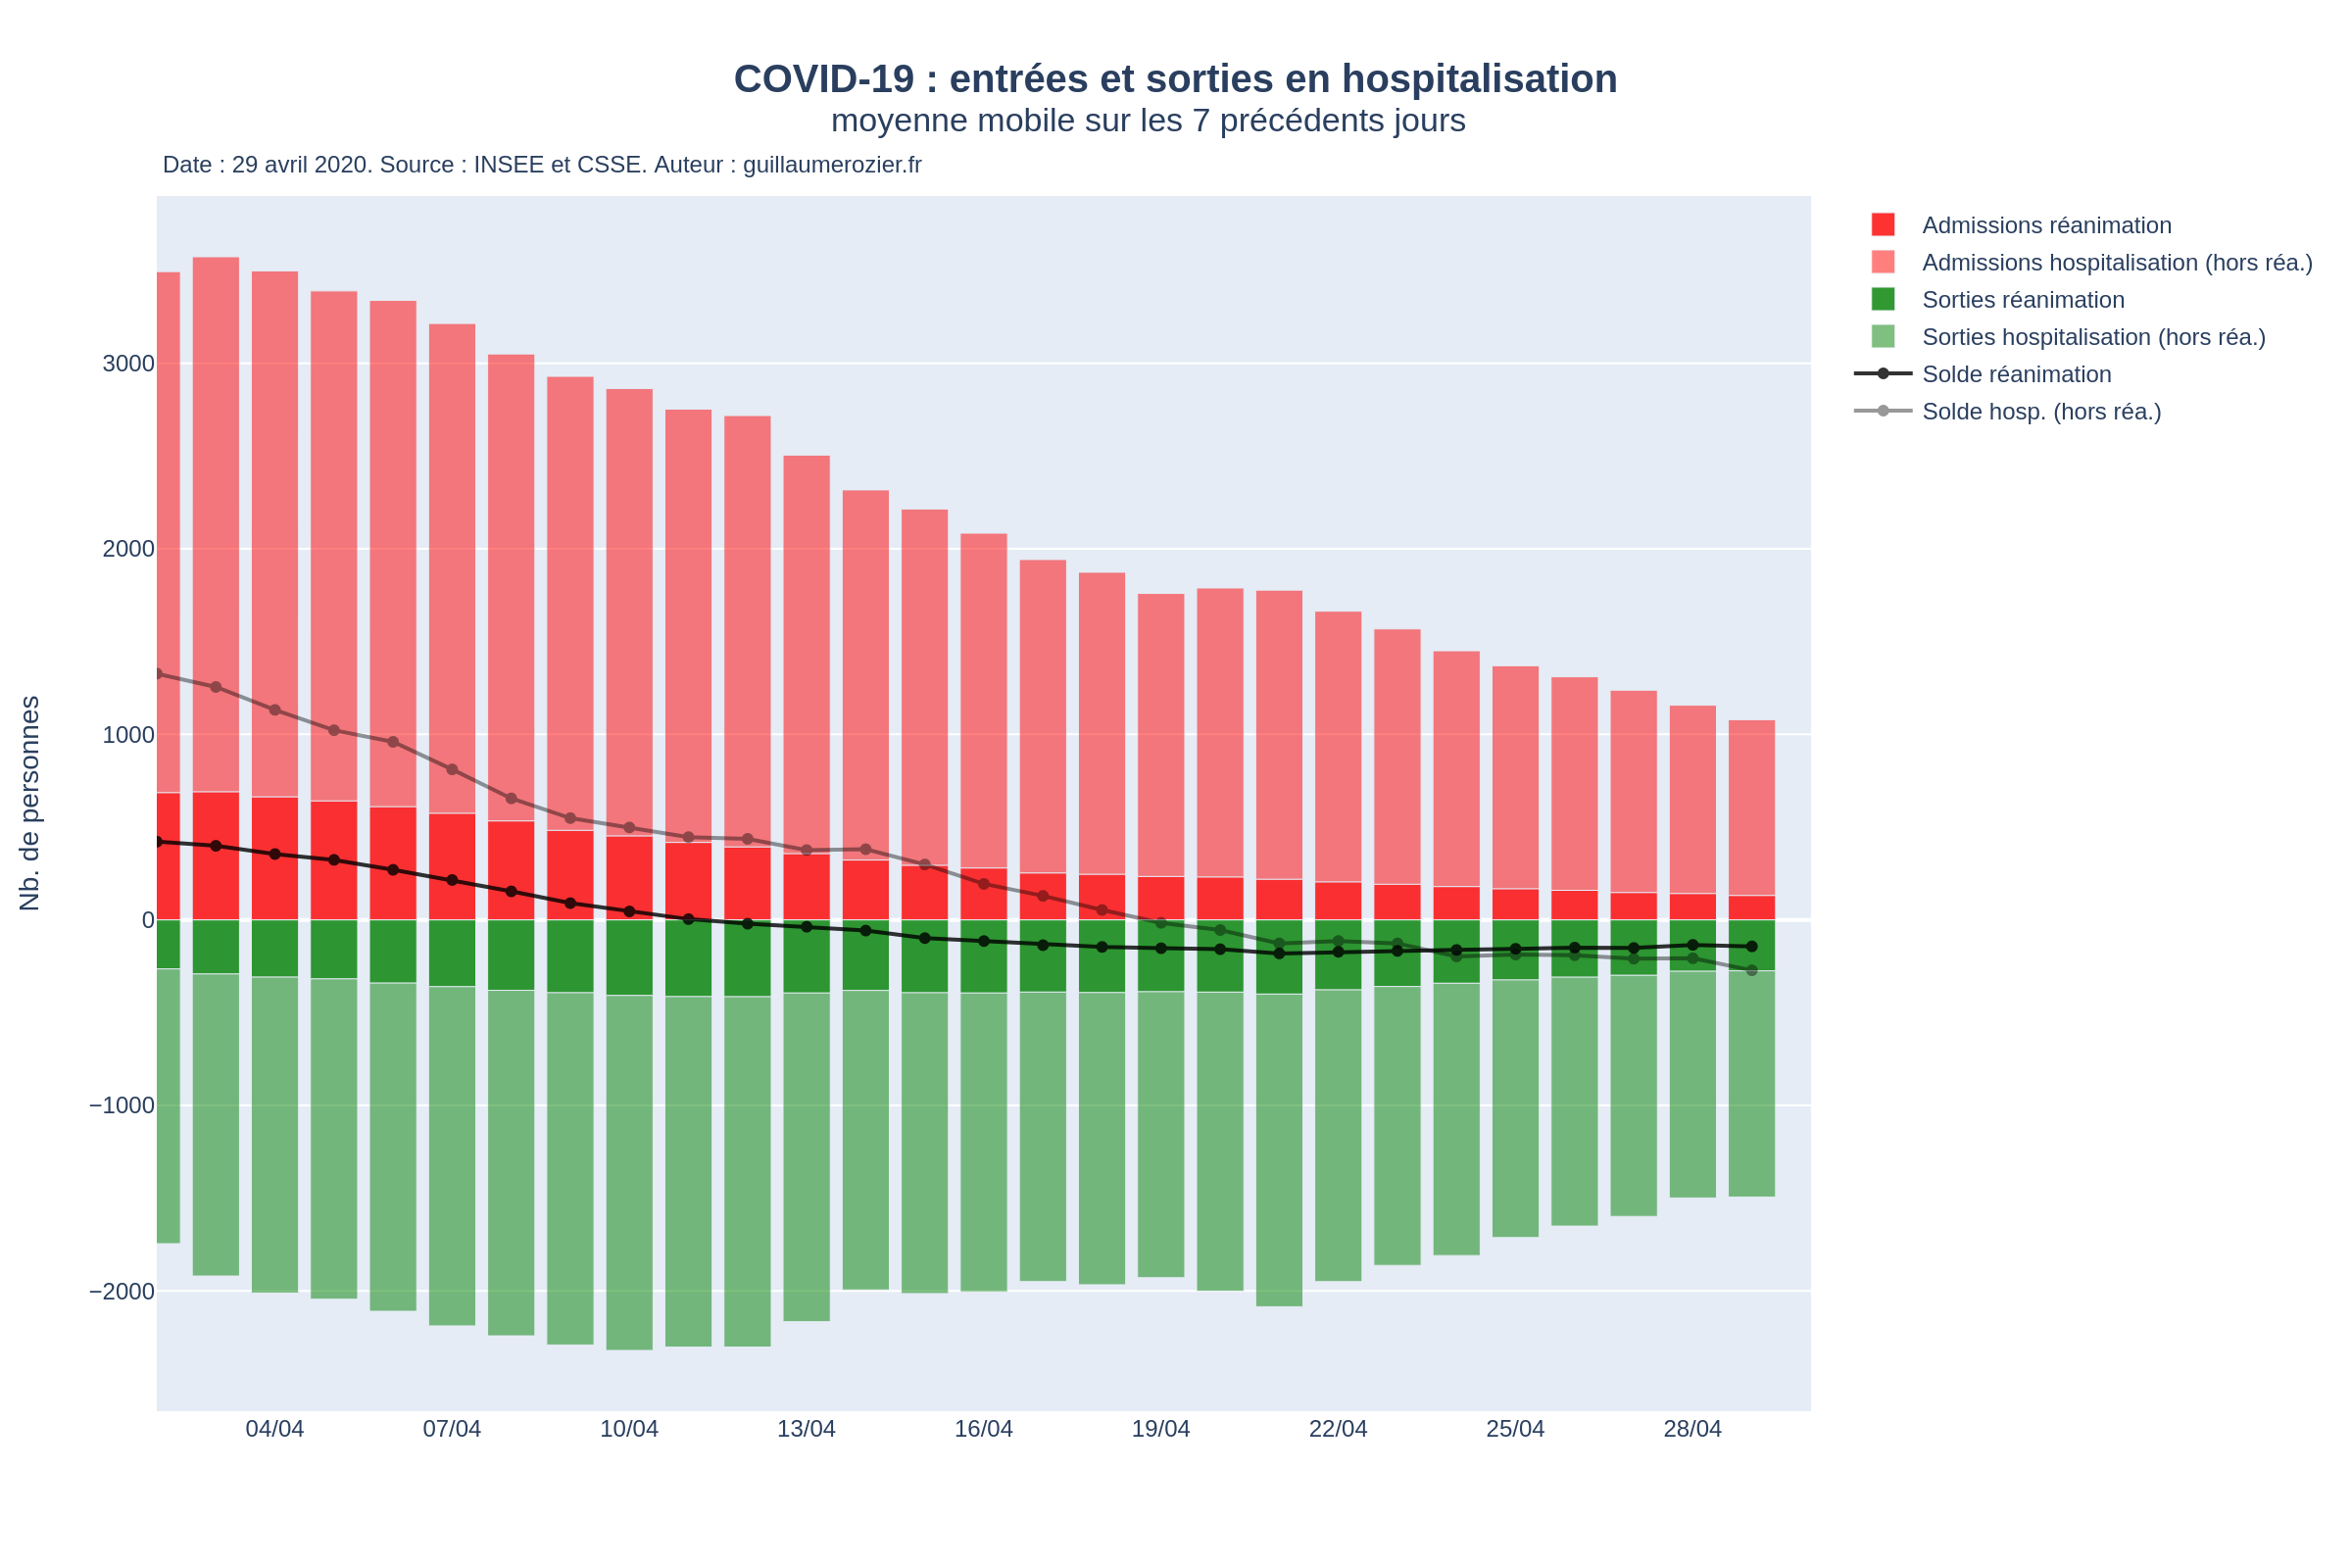 COVID-19 : entrées et sorties en hospitalisation
moyenne mobile sur les 7 précédents jours
Date : 29 avril 2020. Source : INSEE et CSSE. Auteur : guillaumerozier.fr
Admissions réanimation
Admissions hospitalisation (hors réa.)
Sorties réanimation
Sorties hospitalisation (hors réa.)
Solde réanimation
Solde hosp. (hors réa.)
Nb. de personnes
3000
2000
1000
0
−1000
−2000
04/04 07/04 10/04 13/04 16/04 19/04 22/04 25/04 28/04